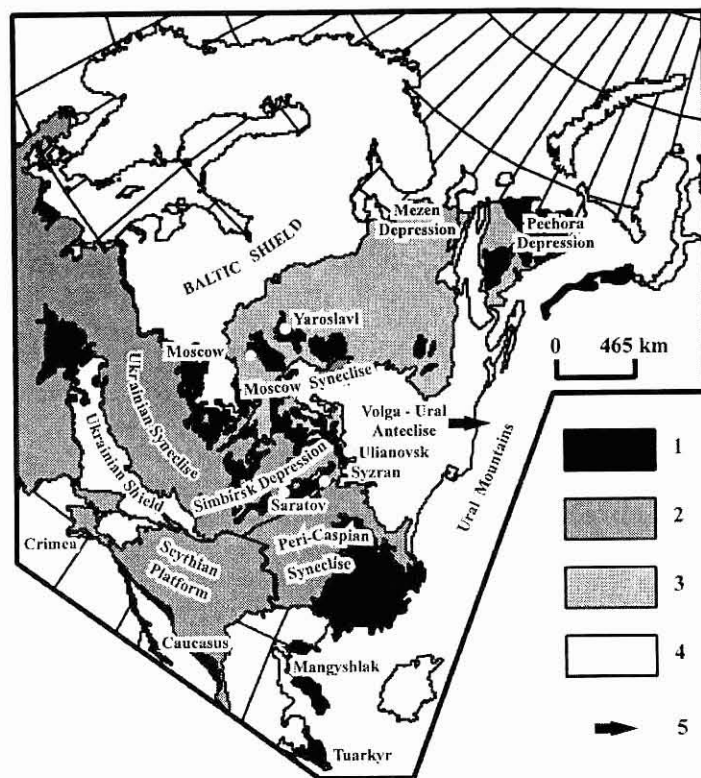 Mezen
Depression
Pechora
Depression
BALTIC SHIELD
Yaroslavl
Moscow
0 465 km
Moscow Syneclise
Ukrainian Syneclise
Volga - Ural
Anteclise
1
Ukrainian Shield
Ulianovsk
Simbirsk Depression
Syzran
Ural Mountains
2
Saratov
Peri-Caspian
Syneclise
Crimea
Scythian
Platform
3
Caucasus
4
Mangyshlak
5
Tuarkyr